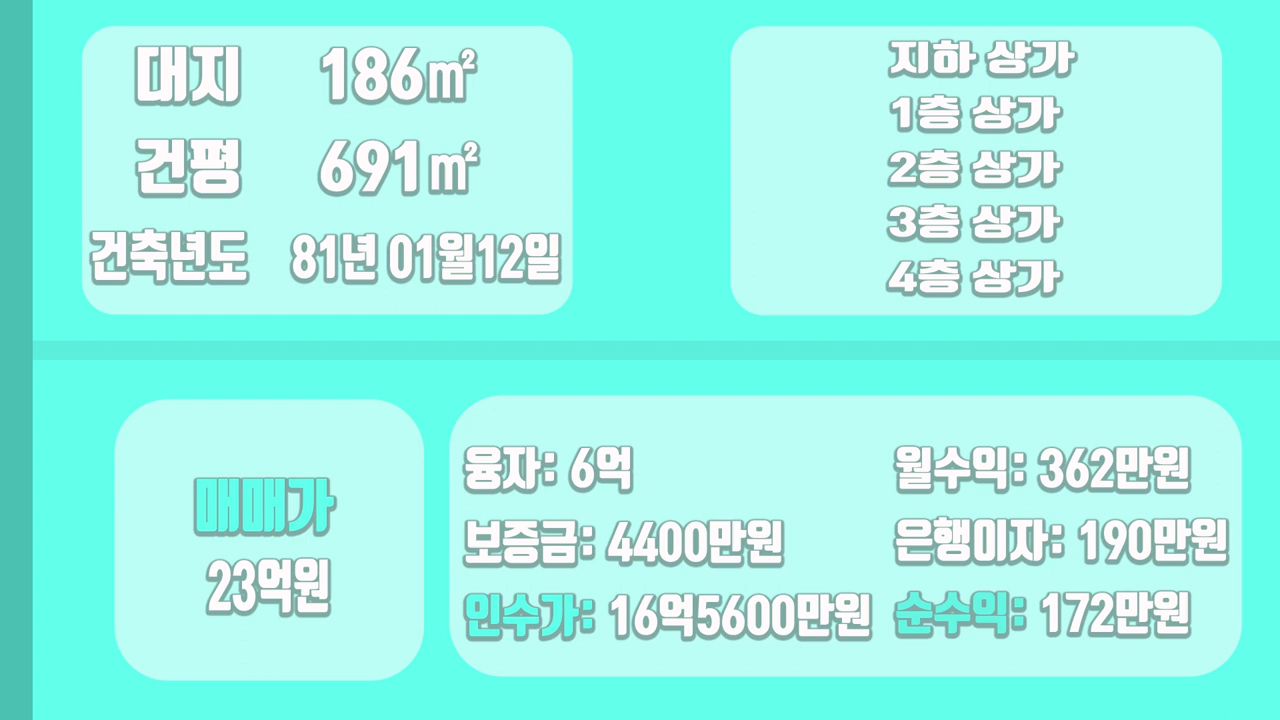 대지 186㎡
건평 691㎡
건축년도 81년 01월12일
지하 상가
1층 상가
2층 상가
3층 상가
4층 상가
매매가
23억원
융자: 6억
보증금: 4400만원
인수가: 16억5600만원
월수익: 362만원
은행이자: 190만원
순수익: 172만원